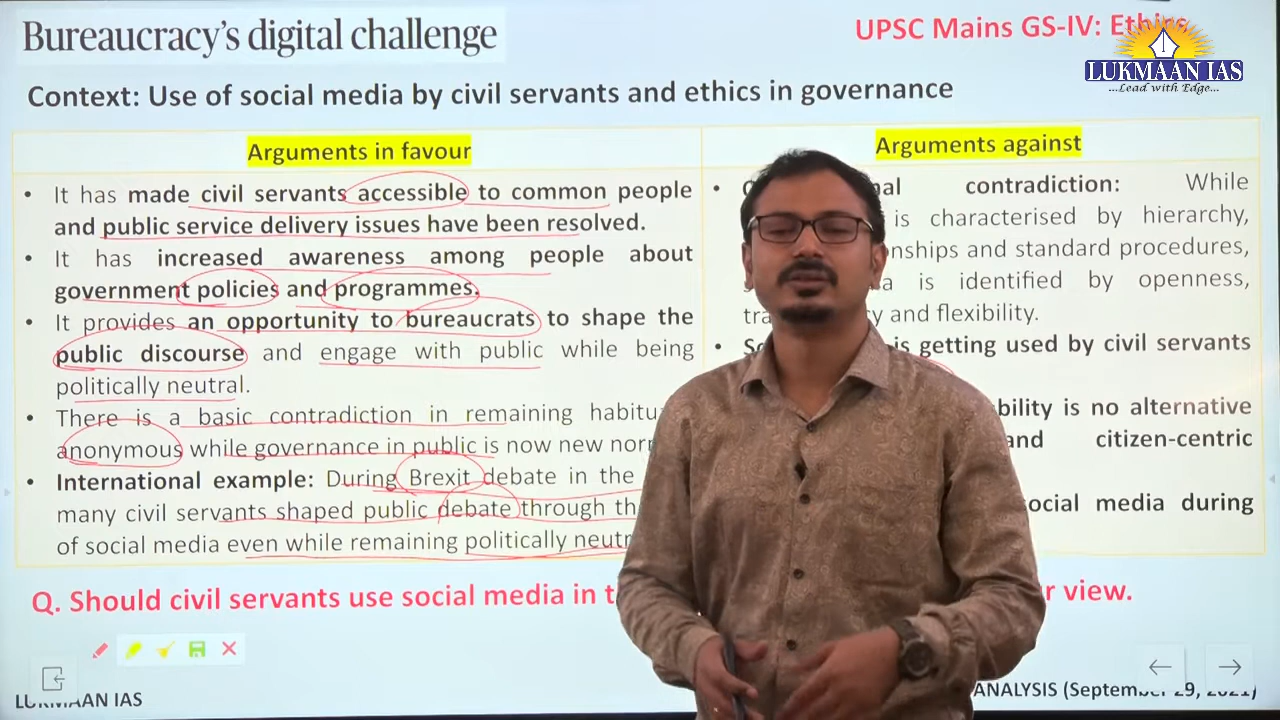 Bureaucracy's digital challenge
UPSC Mains GS-IV: Ethics
LUKMAAN IAS
...Lead with Edge...
Context: Use of social media by civil servants and ethics in governance
Arguments in favour
• It has made civil servants accessible to common people
and public service delivery issues have been resolved.
• It has increased awareness among people about
government policies and programmes.
• It provides an opportunity to bureaucrats to shape the
public discourse and engage with public while being
politically neutral.
• There is a basic contradiction in remaining
anonymous while governance in public is now new
• International example: During Brexit debate in the
many civil servants shaped public debate through
of social media even while remaining politically
Arguments against
• contradiction: While
is characterised by hierarchy,
and standard procedures,
is identified by openness,
and flexibility.
• is getting used by civil servants
is no alternative
citizen-centric
social media during
Q. Should civil servants use social media in view.
LUKMAAN IAS
ANALYSIS (September 29, 2021)